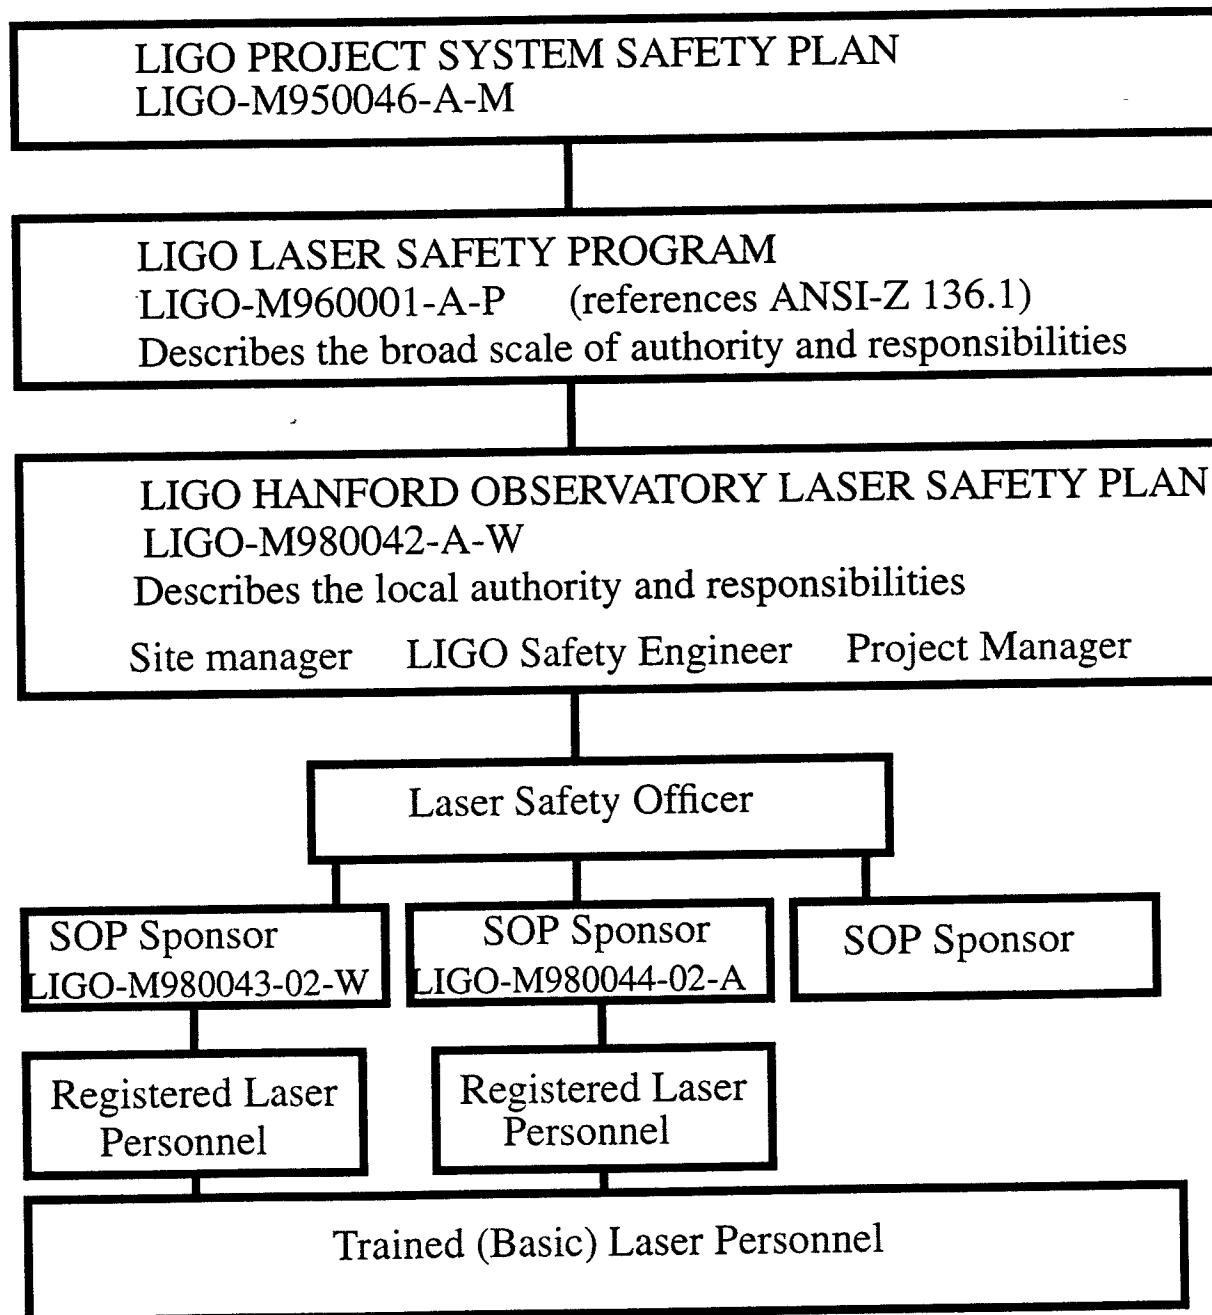 LIGO PROJECT SYSTEM SAFETY PLAN
LIGO-M950046-A-M
LIGO LASER SAFETY PROGRAM
LIGO-M960001-A-P (references ANSI-Z 136.1)
Describes the broad scale of authority and responsibilities
LIGO HANFORD OBSERVATORY LASER SAFETY PLAN
LIGO-M980042-A-W
Describes the local authority and responsibilities
Site manager LIGO Safety Engineer Project Manager
Laser Safety Officer
SOP Sponsor
LIGO-M980043-02-W
SOP Sponsor
LIGO-M980044-02-A
SOP Sponsor
Registered Laser
Personnel
Registered Laser
Personnel
Trained (Basic) Laser Personnel